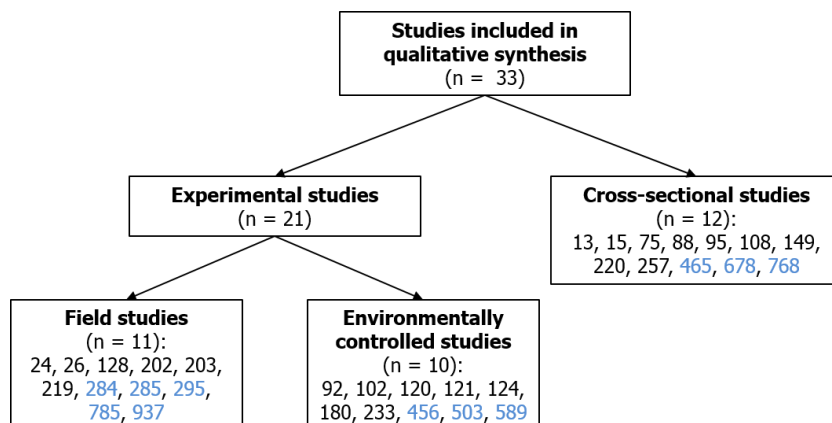 Studies included in
qualitative synthesis
(n = 33)
Experimental studies
(n = 21)
Cross-sectional studies
(n = 12):
13, 15, 75, 88, 95, 108, 149,
220, 257, 465, 678, 768
Field studies
(n = 11):
24, 26, 128, 202, 203,
219, 284, 285, 295,
785, 937
Environmentally
controlled studies
(n = 10):
92, 102, 120, 121, 124,
180, 233, 456, 503, 589